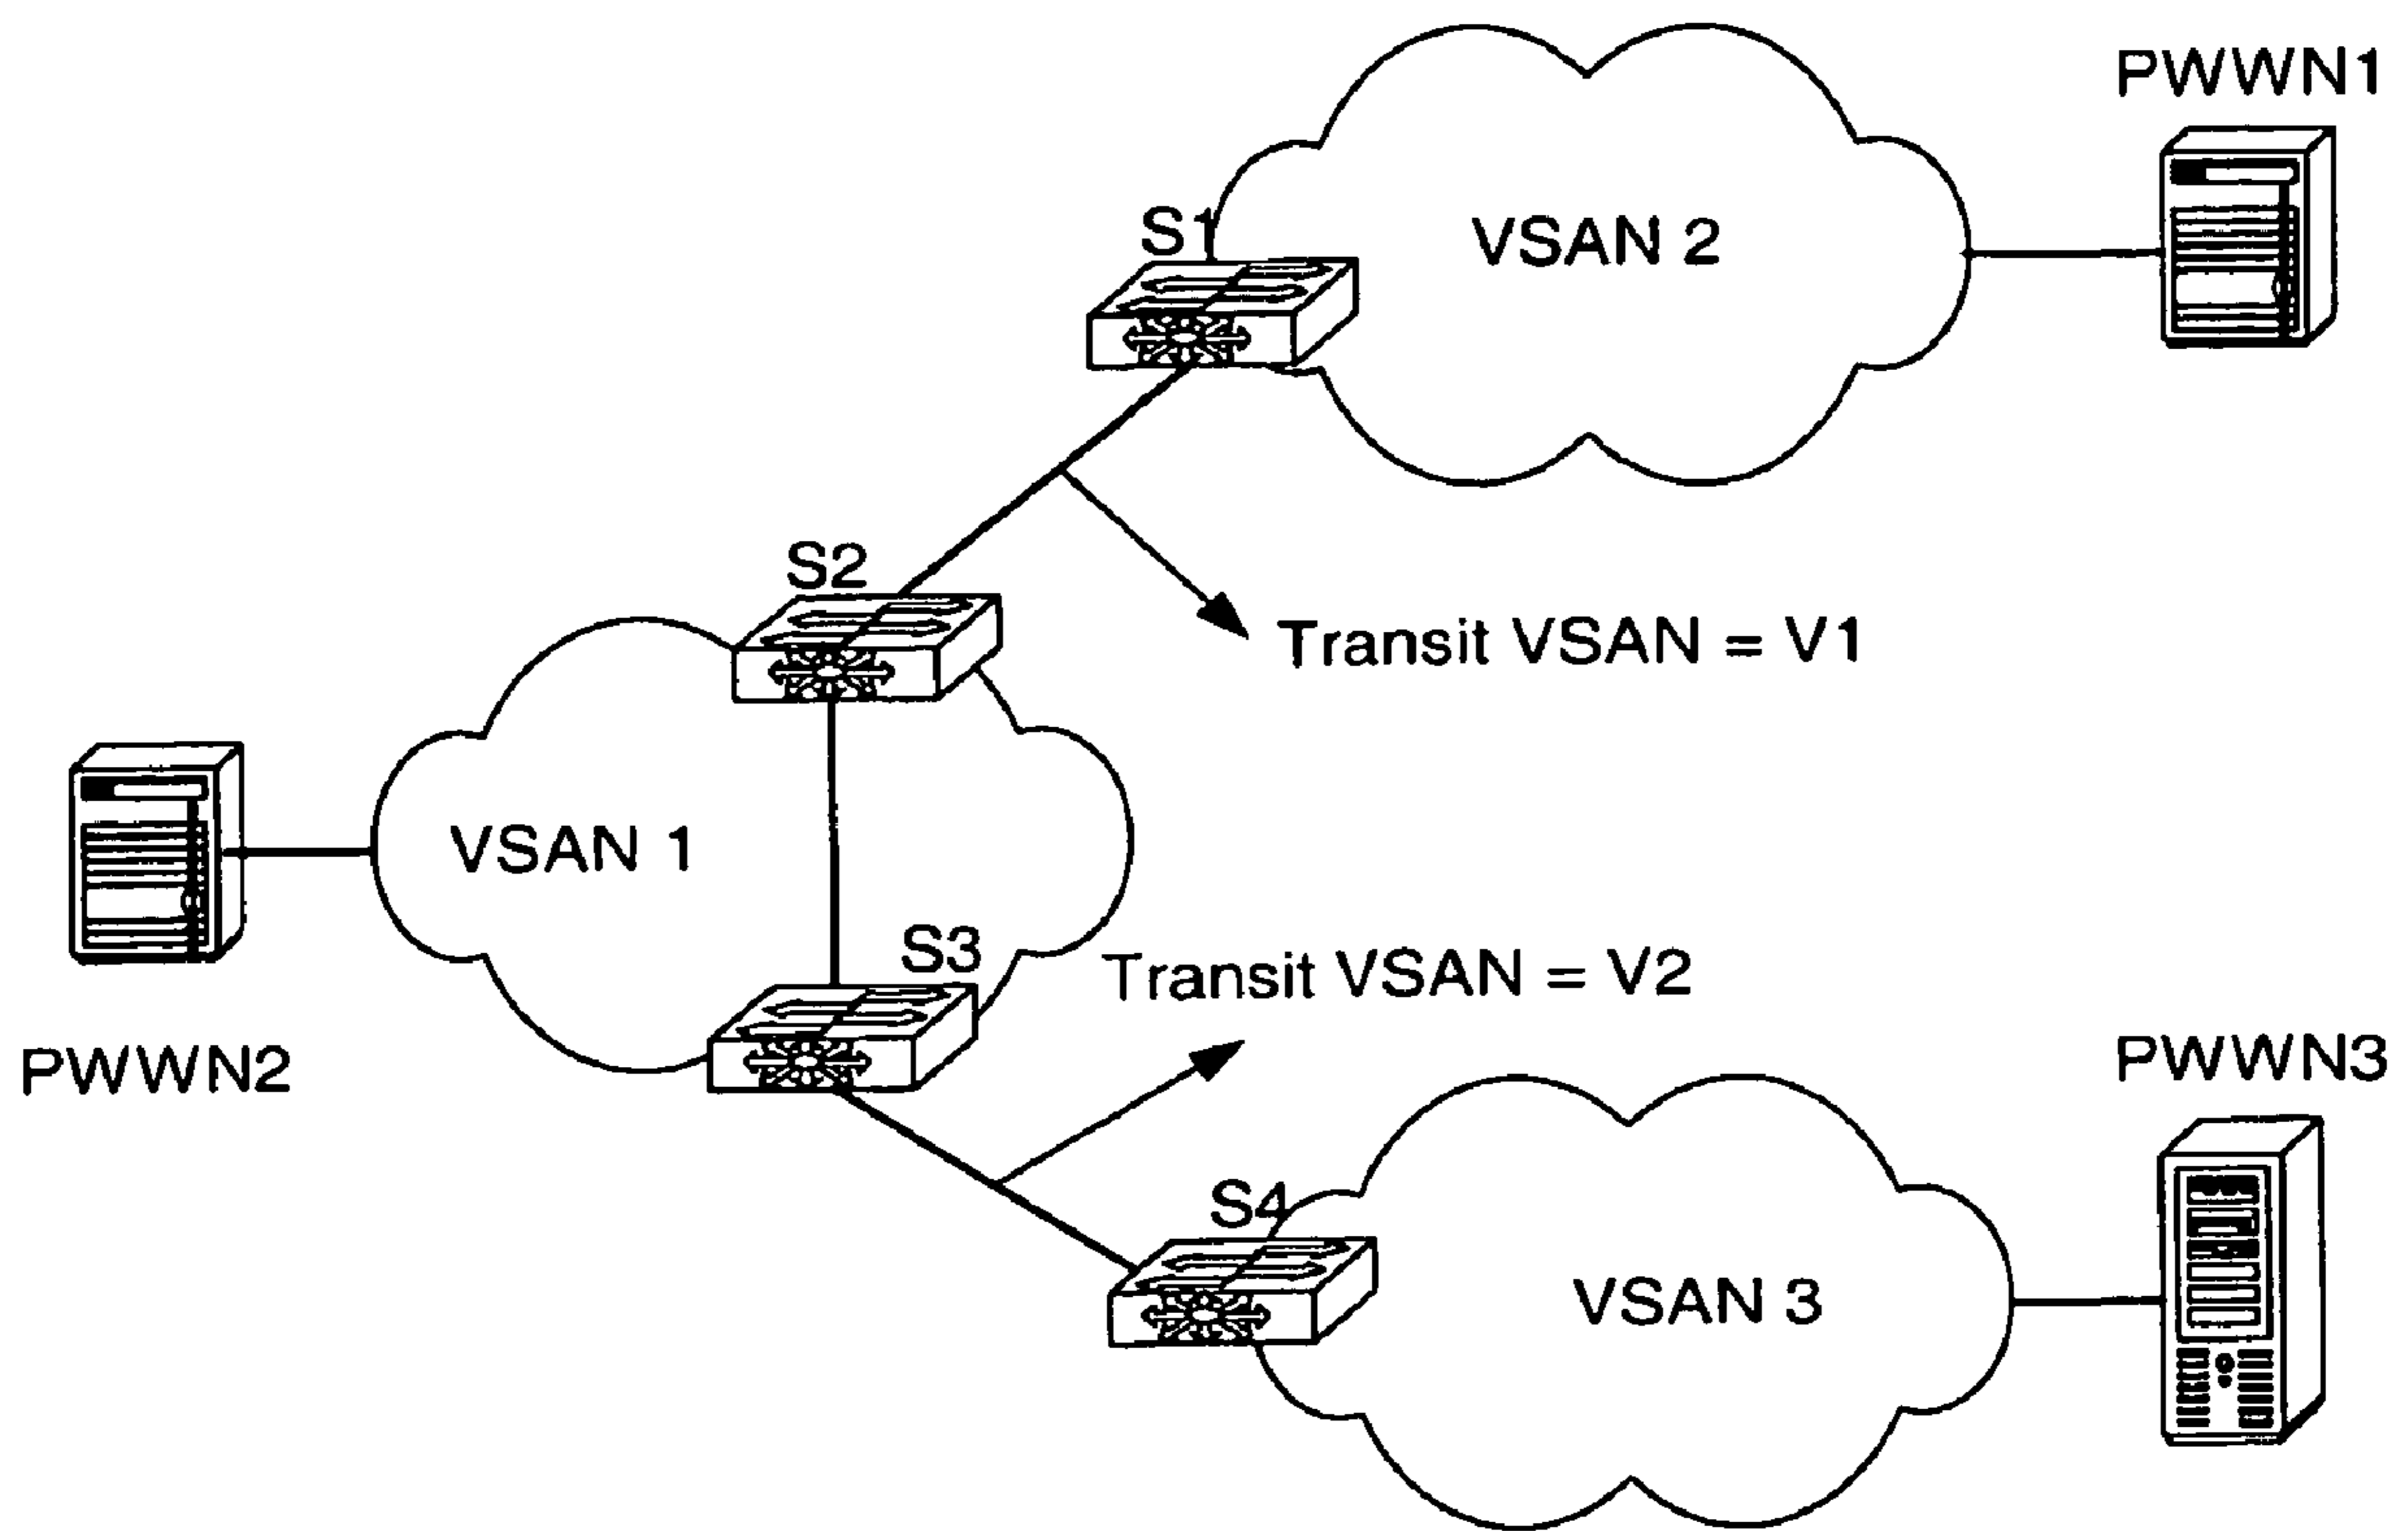 PWWN1
S1
VSAN 2
S2
Transit VSAN = V1
VSAN 1
S3
Transit VSAN = V2
PWWN2
PWWN3
S4
VSAN 3